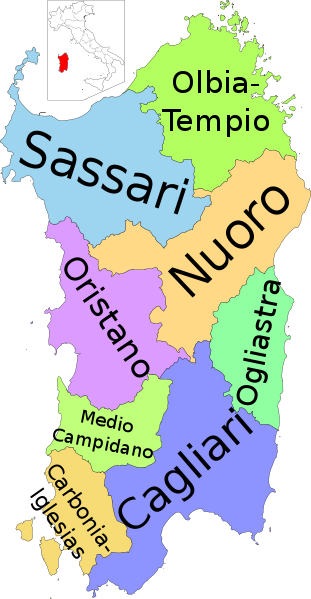 Olbia-
Tempio
Sassari
Nuoro
Oristano
Ogliastra
Medio
Campidano
Cagliari
Carbonia-
Iglesias